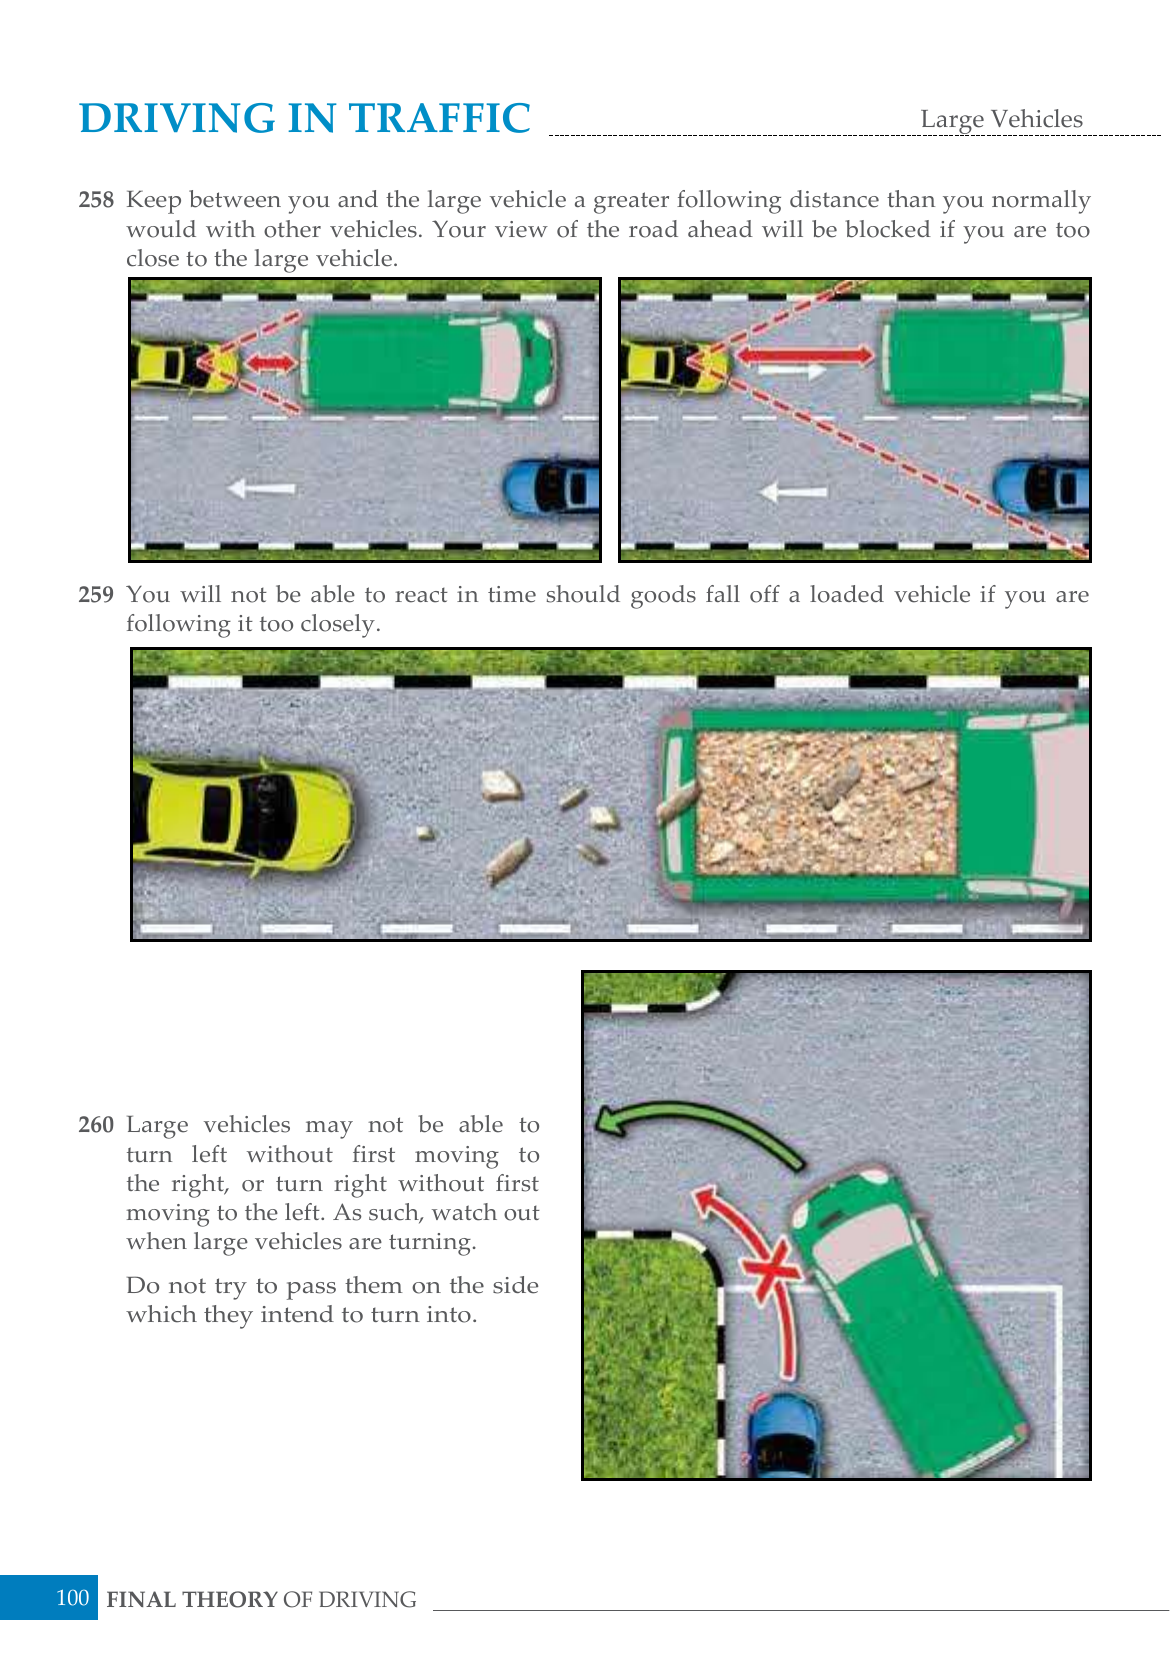 DRIVING IN TRAFFIC
Large Vehicles
258 Keep between you and the large vehicle a greater following distance than you normally
would with other vehicles. Your view of the road ahead will be blocked if you are too
close to the large vehicle.
259 You will not be able to react in time should goods fall off a loaded vehicle if you are
following it too closely.
260 Large vehicles may not be able to
turn left without first moving to
the right, or turn right without first
moving to the left. As such, watch out
when large vehicles are turning.
Do not try to pass them on the side
which they intend to turn into.
100 FINAL THEORY OF DRIVING